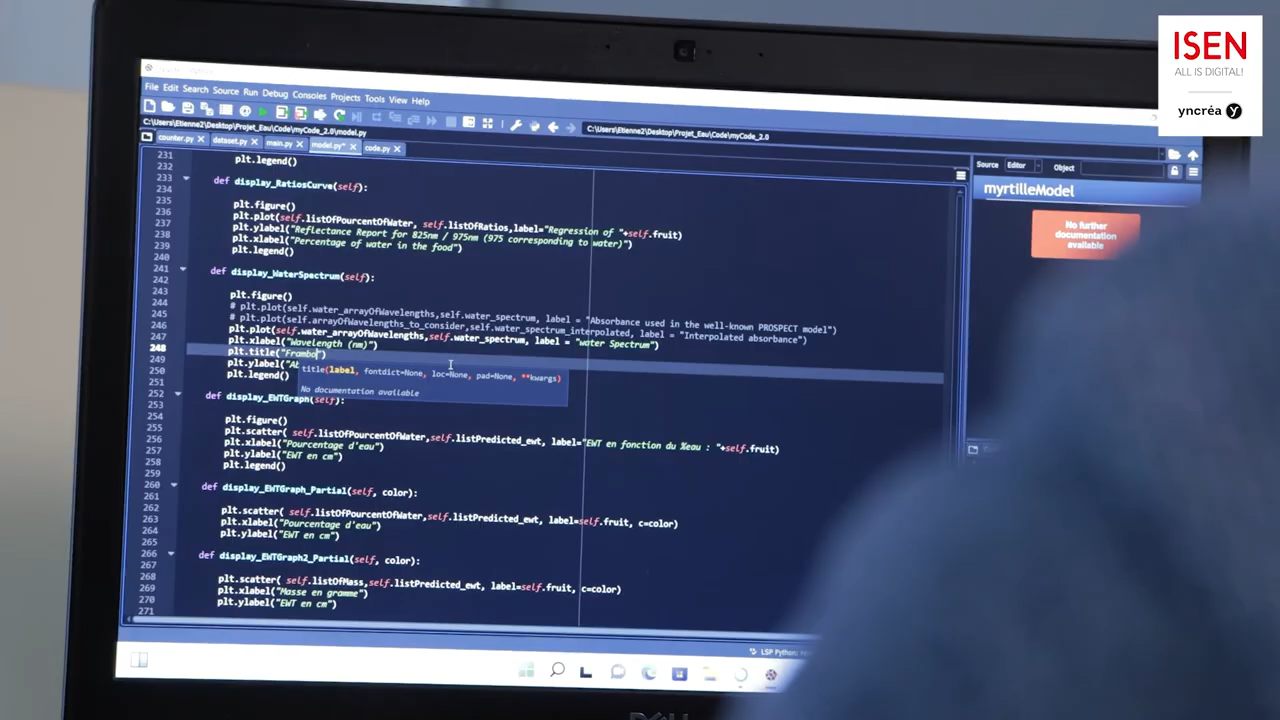 ISEN
ALL IS DIGITAL!
yncréa
File Edit Search Source Run Debug Consoles Projects Tools View Help
C:\Users\Etienne2\Desktop\Projet_Eau\Code\myCode_2.0\model.py
C:\Users\Etienne2\Desktop\Projet_Eau\Code\myCode_2.0
counter.py dataset.py main.py model.py* code.py
Source Editor Object
myrtilleModel
No further
documentation
available
231
232 plt.legend()
233
234 def display_RatiosCurve(self):
235
236 plt.figure()
237 plt.plot(self.listOfPourcentOfWater, self.listOfRatios,label="Regression of "+self.fruit)
238 plt.ylabel("Reflectance Report for 825nm / 975nm (975 corresponding to water)")
239 plt.xlabel("Percentage of water in the food")
240 plt.legend()
241
242 def display_WaterSpectrum(self):
243
244 plt.figure()
245 # plt.plot(self.water_arrayOfWavelengths,self.water_spectrum, label = "Absorbance used in the well-known PROSPECT model")
246 # plt.plot(self.arrayOfWavelengths_to_consider,self.water_spectrum_interpolated, label = "Interpolated absorbance")
247 plt.plot(self.water_arrayOfWavelengths,self.water_spectrum, label = "water Spectrum")
248 plt.xlabel("Wavelength (nm)")
249 plt.title("Frambo")
250 plt.ylabel("Ab
251 plt.legend()
title(label, fontdict=None, loc=None, pad=None, **kwargs)
No documentation available
252
253 def display_EWTGraph(self):
254
255 plt.figure()
256 plt.scatter( self.listOfPourcentOfWater,self.listPredicted_ewt, label="EWT en fonction du %eau : "+self.fruit)
257 plt.xlabel("Pourcentage d'eau")
258 plt.ylabel("EWT en cm")
259 plt.legend()
260
261 def display_EWTGraph_Partial(self, color):
262
263 plt.scatter( self.listOfPourcentOfWater,self.listPredicted_ewt, label=self.fruit, c=color)
264 plt.xlabel("Pourcentage d'eau")
265 plt.ylabel("EWT en cm")
266
267 def display_EWTGraph2_Partial(self, color):
268
269 plt.scatter( self.listOfMass,self.listPredicted_ewt, label=self.fruit, c=color)
270 plt.xlabel("Masse en gramme")
271 plt.ylabel("EWT en cm")
LSP Python:
DELL